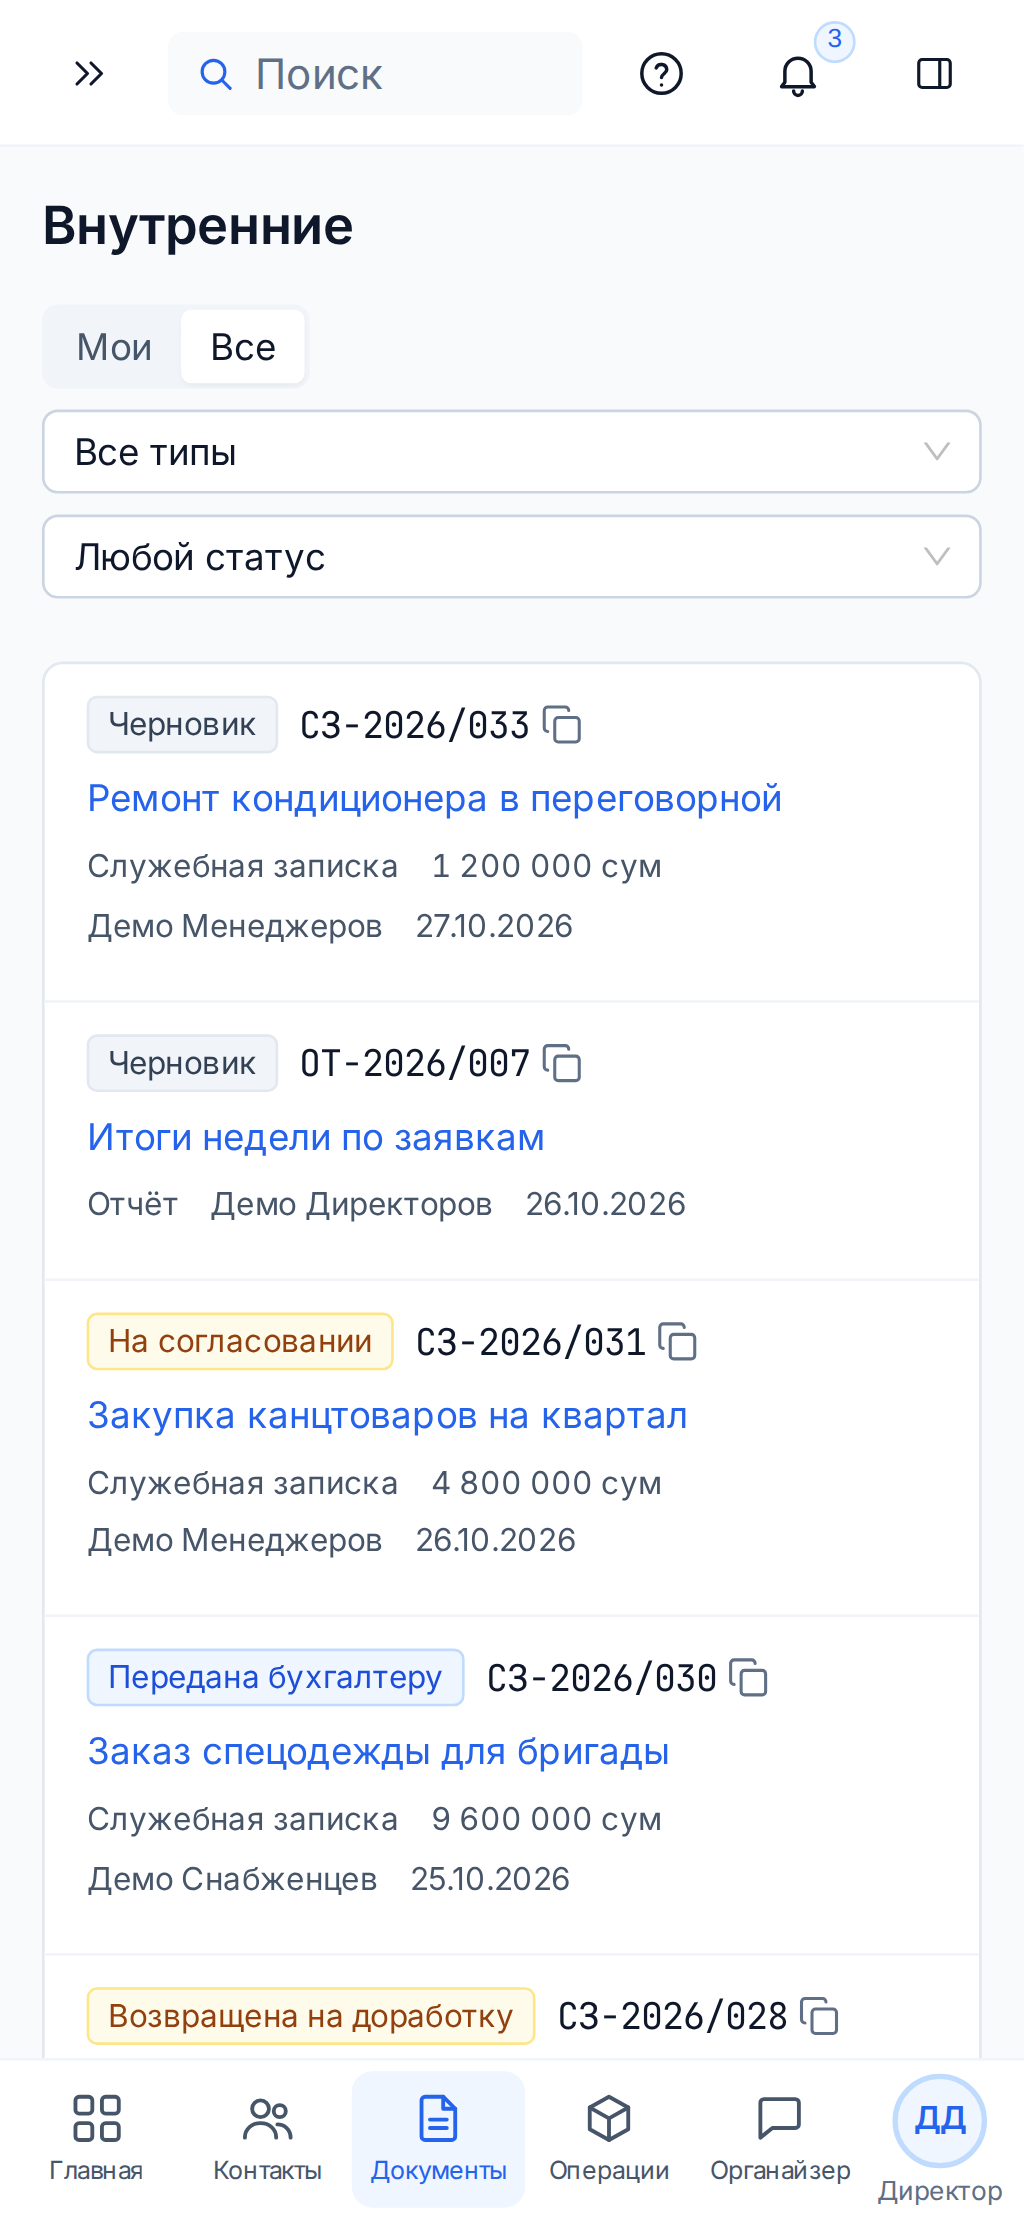 Поиск
3
Внутренние
Мои Все
Все типы
Любой статус
Черновик СЗ-2026/033
Ремонт кондиционера в переговорной
Служебная записка 1 200 000 сум
Демо Менеджеров 27.10.2026
Черновик ОТ-2026/007
Итоги недели по заявкам
Отчёт Демо Директоров 26.10.2026
На согласовании СЗ-2026/031
Закупка канцтоваров на квартал
Служебная записка 4 800 000 сум
Демо Менеджеров 26.10.2026
Передана бухгалтеру СЗ-2026/030
Заказ спецодежды для бригады
Служебная записка 9 600 000 сум
Демо Снабженцев 25.10.2026
Возвращена на доработку СЗ-2026/028
ДД
Главная Контакты Документы Операции Органайзер Директор